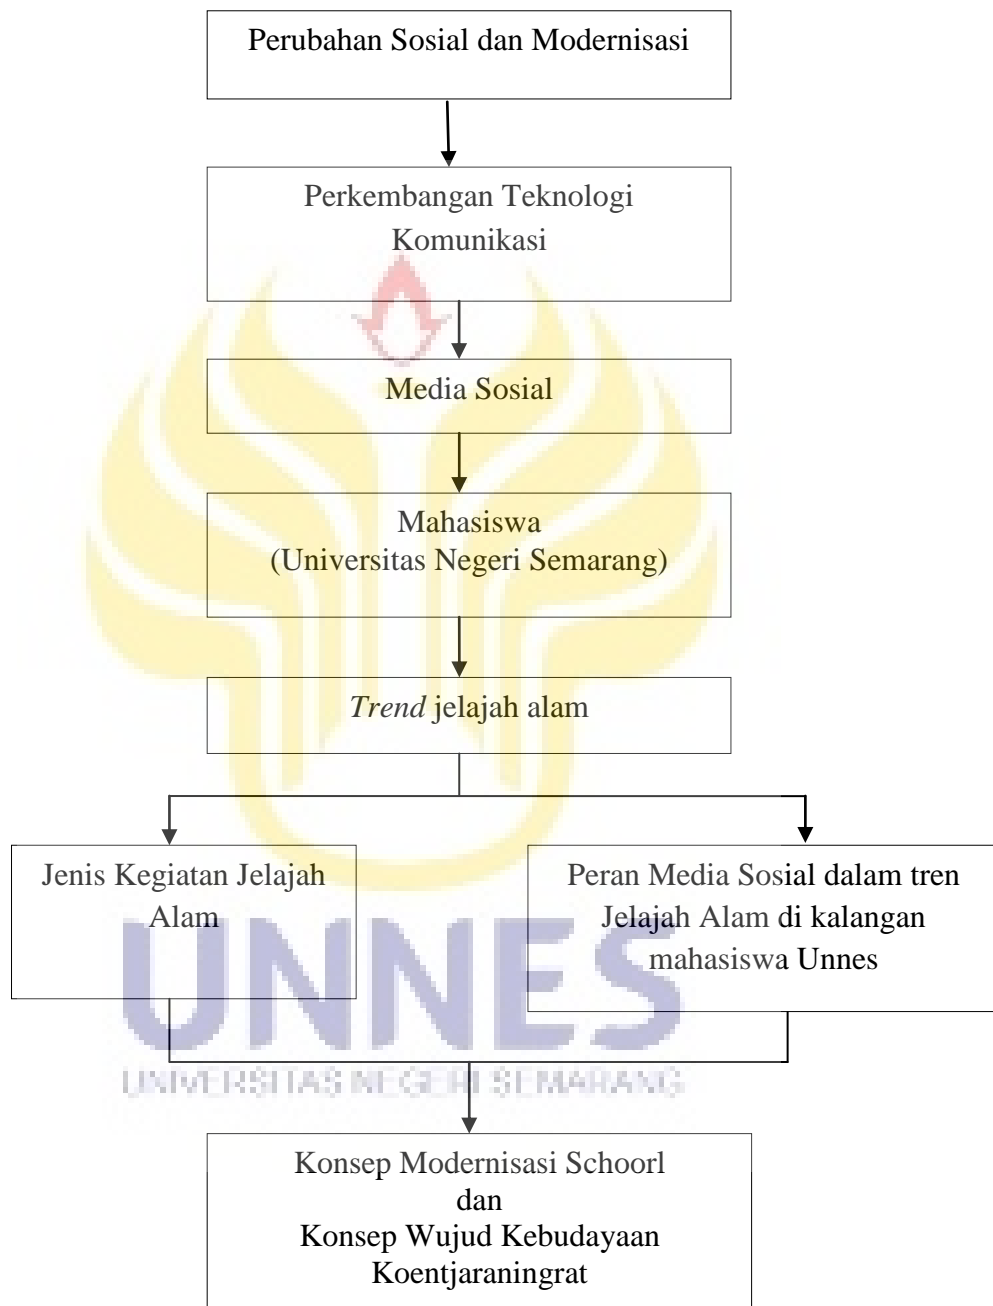 Perubahan Sosial dan Modernisasi
Perkembangan Teknologi
Komunikasi
Media Sosial
Mahasiswa
(Universitas Negeri Semarang)
Trend jelajah alam
Jenis Kegiatan Jelajah
Alam
Peran Media Sosial dalam tren
Jelajah Alam di kalangan
mahasiswa Unnes
UNNES
UNIVERSITAS NEGERI SEMARANG
Konsep Modernisasi Schoorl
dan
Konsep Wujud Kebudayaan
Koentjaraningrat